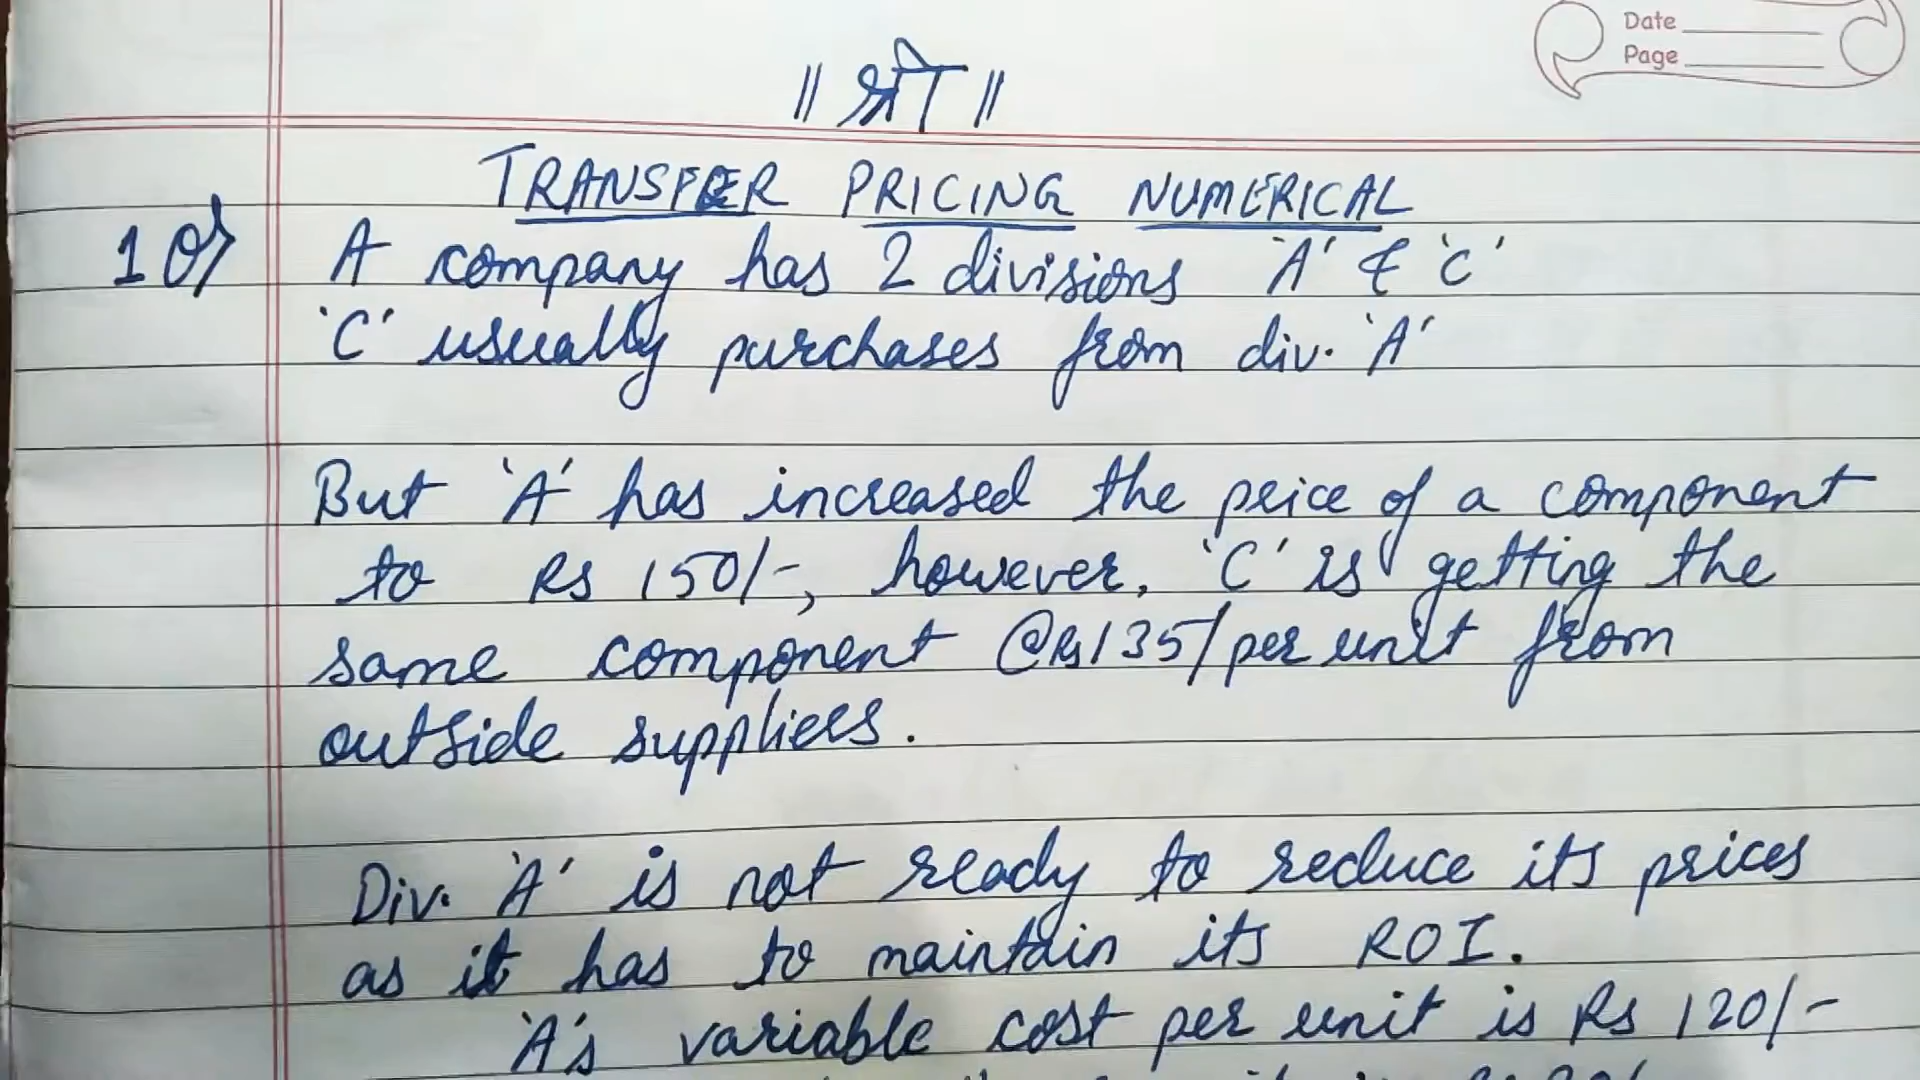 Date
Page
॥ श्री ॥
TRANSFER PRICING NUMERICAL
1 Q) A company has 2 divisions 'A' & 'C'
'C' usually purchases from div. 'A'
But 'A' has increased the price of a component
to Rs 150/-, however, 'C' is getting the
same component @Rs135/per unit from
outside suppliers.
Div. 'A' is not ready to reduce its prices
as it has to maintain its ROI.
'A's variable cost per unit is Rs 120/-